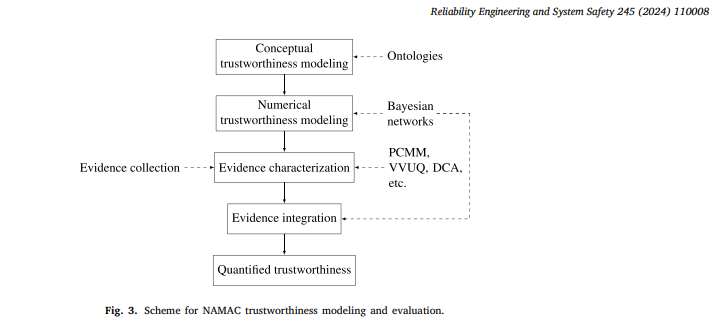 Reliability Engineering and System Safety 245 (2024) 110008
Conceptual
trustworthiness modeling
Ontologies
Numerical
trustworthiness modeling
Bayesian
networks
Evidence collection
Evidence characterization
PCMM,
VVUQ, DCA,
etc.
Evidence integration
Quantified trustworthiness
Fig. 3. Scheme for NAMAC trustworthiness modeling and evaluation.